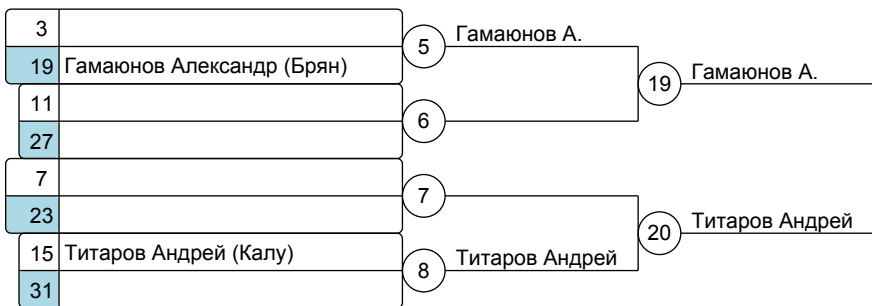 3
5
Гамаюнов А.
19 Гамаюнов Александр (Брян)
19
Гамаюнов А.
11
6
27
7
7
23
20
Титаров Андрей
15 Титаров Андрей (Калу)
8
Титаров Андрей
31